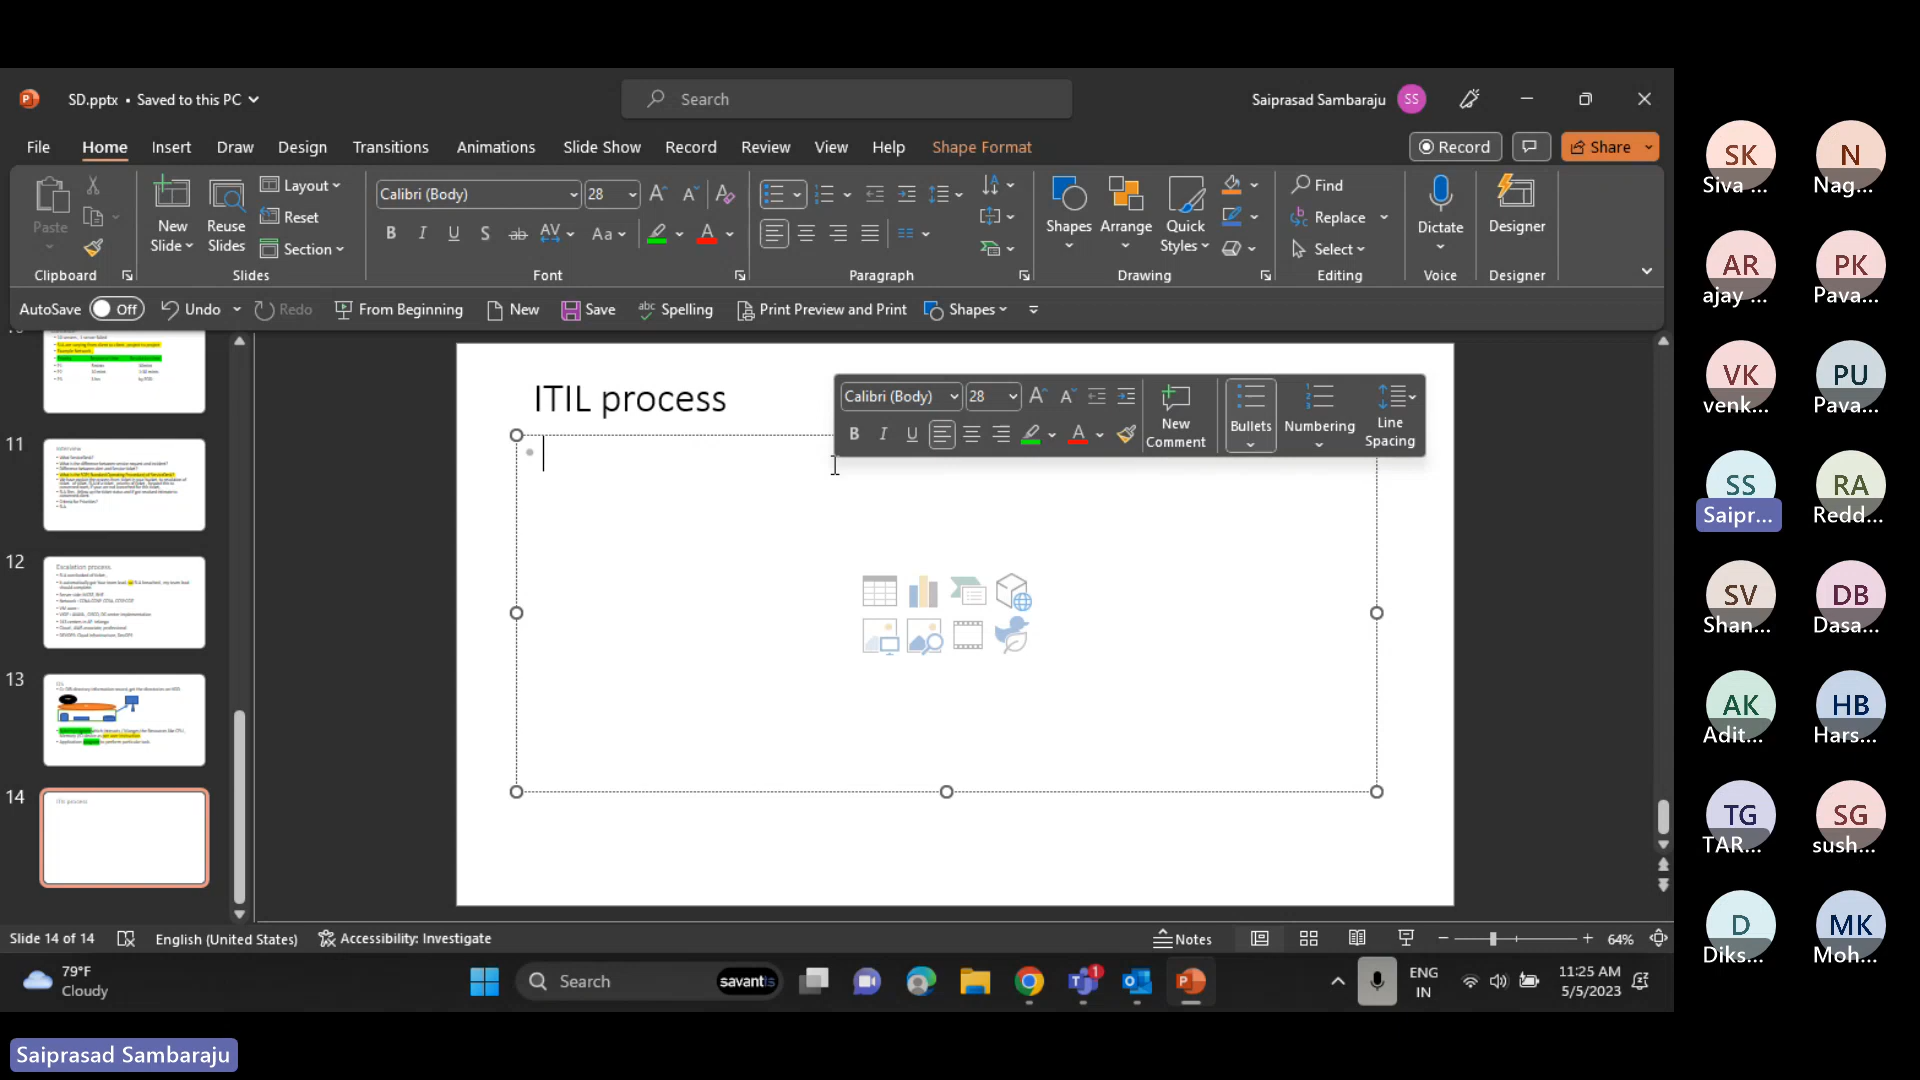 SD.pptx • Saved to this PC
Search
Saiprasad Sambaraju
SS
File
Home
Insert
Draw
Design
Transitions
Animations
Slide Show
Record
Review
View
Help
Shape Format
Record
Share
Paste
Clipboard
New
Slide
Reuse
Slides
Layout
Reset
Section
Slides
Calibri (Body)
28
Font
Paragraph
Shapes
Arrange
Quick
Styles
Drawing
Find
Replace
Select
Editing
Dictate
Voice
Designer
Designer
AutoSave
Off
Undo
Redo
From Beginning
New
Save
Spelling
Print Preview and Print
Shapes
11
12
Escalation process
13
14
ITIL process
ITIL process
Calibri (Body)
28
New
Comment
Bullets
Numbering
Line
Spacing
Slide 14 of 14
English (United States)
Accessibility: Investigate
Notes
64%
79°F
Cloudy
Search
savantis
1
ENG
IN
11:25 AM
5/5/2023
SK
Siva ...
N
Nag...
AR
ajay ...
PK
Pava...
VK
venk...
PU
Pava...
SS
Saipr...
RA
Redd...
SV
Shan...
DB
Dasa...
AK
Adit...
HB
Hars...
TG
TAR...
SG
sush...
D
Diks...
MK
Moh...
Saiprasad Sambaraju